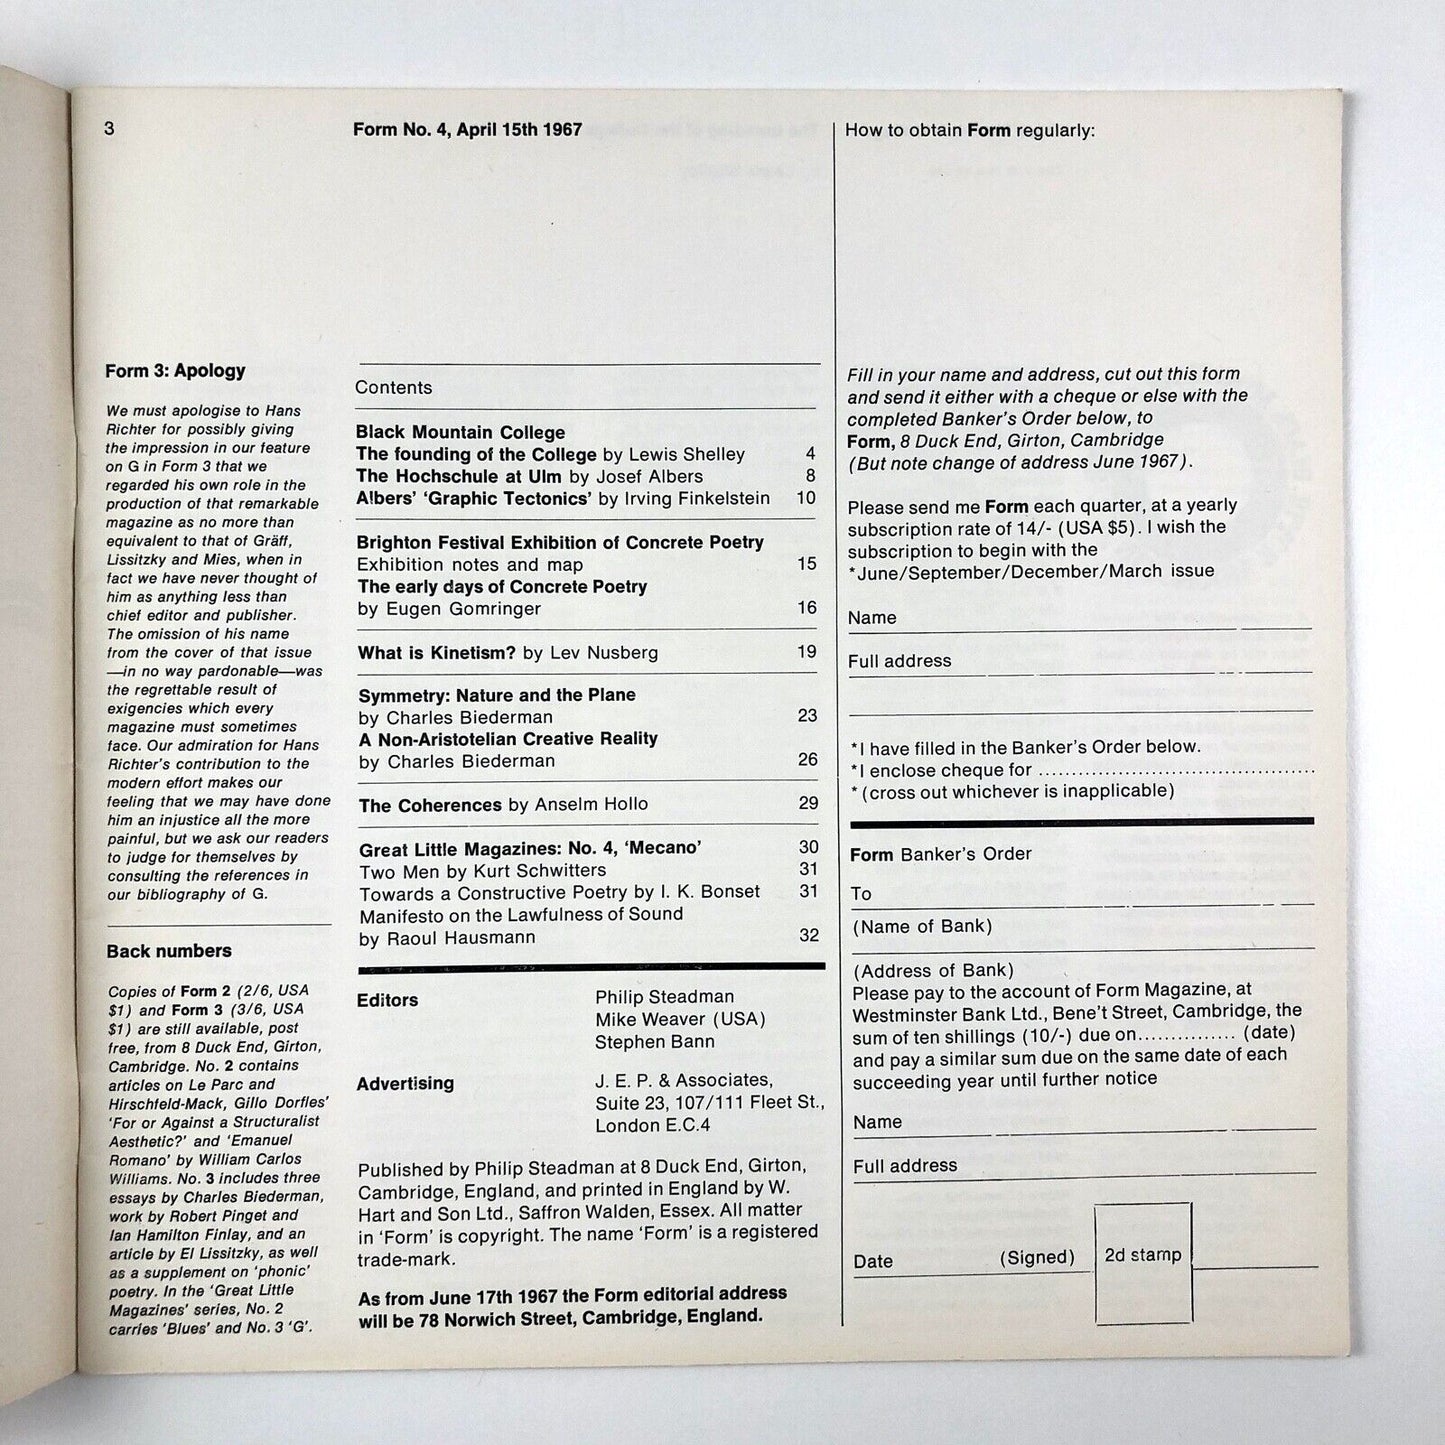 3
Form No. 4, April 15th 1967
Form 3: Apology
We must apologise to Hans
Richter for possibly giving
the impression in our feature
on G in Form 3 that we
regarded his own role in the
production of that remarkable
magazine as no more than
equivalent to that of Gräff,
Lissitzky and Mies, when in
fact we have never thought of
him as anything less than
chief editor and publisher.
The omission of his name
from the cover of that issue
—in no way pardonable—was
the regrettable result of
exigencies which every
magazine must sometimes
face. Our admiration for Hans
Richter's contribution to the
modern effort makes our
feeling that we may have done
him an injustice all the more
painful, but we ask our readers
to judge for themselves by
consulting the references in
our bibliography of G.
Back numbers
Copies of Form 2 (2/6, USA
$1) and Form 3 (3/6, USA
$1) are still available, post
free, from 8 Duck End, Girton,
Cambridge. No. 2 contains
articles on Le Parc and
Hirschfeld-Mack, Gillo Dorfles'
'For or Against a Structuralist
Aesthetic?' and 'Emanuel
Romano' by William Carlos
Williams. No. 3 includes three
essays by Charles Biederman,
work by Robert Pinget and
Ian Hamilton Finlay, and an
article by El Lissitzky, as well
as a supplement on 'phonic'
poetry. In the 'Great Little
Magazines' series, No. 2
carries 'Blues' and No. 3 'G'.
Contents
Black Mountain College
The founding of the College by Lewis Shelley 4
The Hochschule at Ulm by Josef Albers 8
Albers' 'Graphic Tectonics' by Irving Finkelstein 10
Brighton Festival Exhibition of Concrete Poetry
Exhibition notes and map 15
The early days of Concrete Poetry
by Eugen Gomringer 16
What is Kinetism? by Lev Nusberg 19
Symmetry: Nature and the Plane
by Charles Biederman 23
A Non-Aristotelian Creative Reality
by Charles Biederman 26
The Coherences by Anselm Hollo 29
Great Little Magazines: No. 4, 'Mecano' 30
Two Men by Kurt Schwitters 31
Towards a Constructive Poetry by I. K. Bonset 31
Manifesto on the Lawfulness of Sound
by Raoul Hausmann 32
Editors Philip Steadman
Mike Weaver (USA)
Stephen Bann
Advertising J. E. P. & Associates,
Suite 23, 107/111 Fleet St.,
London E.C.4
Published by Philip Steadman at 8 Duck End, Girton,
Cambridge, England, and printed in England by W.
Hart and Son Ltd., Saffron Walden, Essex. All matter
in 'Form' is copyright. The name 'Form' is a registered
trade-mark.
As from June 17th 1967 the Form editorial address
will be 78 Norwich Street, Cambridge, England.
How to obtain Form regularly:
Fill in your name and address, cut out this form
and send it either with a cheque or else with the
completed Banker's Order below, to
Form, 8 Duck End, Girton, Cambridge
(But note change of address June 1967).
Please send me Form each quarter, at a yearly
subscription rate of 14/- (USA $5). I wish the
subscription to begin with the
*June/September/December/March issue
Name
Full address
*I have filled in the Banker's Order below.
*I enclose cheque for ..........................................
* (cross out whichever is inapplicable)
Form Banker's Order
To
(Name of Bank)
(Address of Bank)
Please pay to the account of Form Magazine, at
Westminster Bank Ltd., Bene't Street, Cambridge, the
sum of ten shillings (10/-) due on............... (date)
and pay a similar sum due on the same date of each
succeeding year until further notice
Name
Full address
Date (Signed) 2d stamp